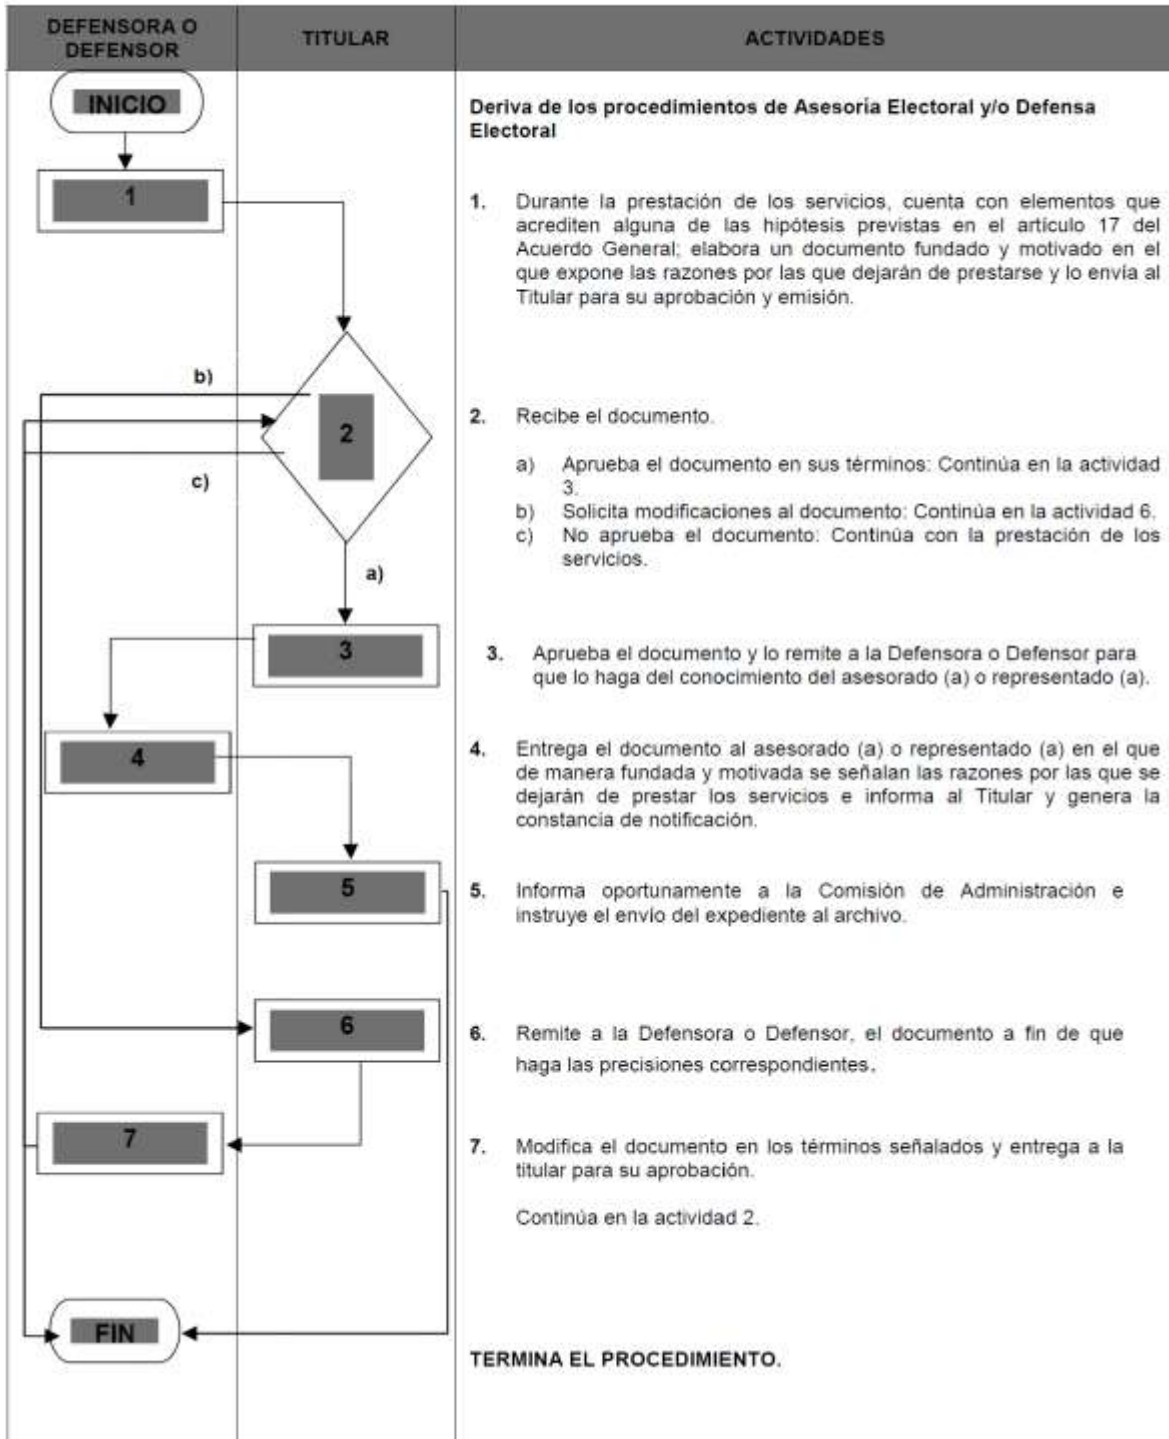 DEFENSORA O
DEFENSOR
TITULAR
ACTIVIDADES
INICIO
Deriva de los procedimientos de Asesoría Electoral y/o Defensa
Electoral
1
1. Durante la prestación de los servicios, cuenta con elementos que
acrediten alguna de las hipótesis previstas en el artículo 17 del
Acuerdo General; elabora un documento fundado y motivado en el
que expone las razones por las que dejarán de prestarse y lo envía al
Titular para su aprobación y emisión.
b)
2
c)
a)
2. Recibe el documento.
a) Aprueba el documento en sus términos: Continúa en la actividad
3.
b) Solicita modificaciones al documento: Continúa en la actividad 6.
c) No aprueba el documento: Continúa con la prestación de los
servicios.
3
3. Aprueba el documento y lo remite a la Defensora o Defensor para
que lo haga del conocimiento del asesorado (a) o representado (a).
4
4. Entrega el documento al asesorado (a) o representado (a) en el que
de manera fundada y motivada se señalan las razones por las que se
dejarán de prestar los servicios e informa al Titular y genera la
constancia de notificación.
5
5. Informa oportunamente a la Comisión de Administración e
instruye el envío del expediente al archivo.
6
6. Remite a la Defensora o Defensor, el documento a fin de que
haga las precisiones correspondientes.
7
7. Modifica el documento en los términos señalados y entrega a la
titular para su aprobación.
Continúa en la actividad 2.
FIN
TERMINA EL PROCEDIMIENTO.